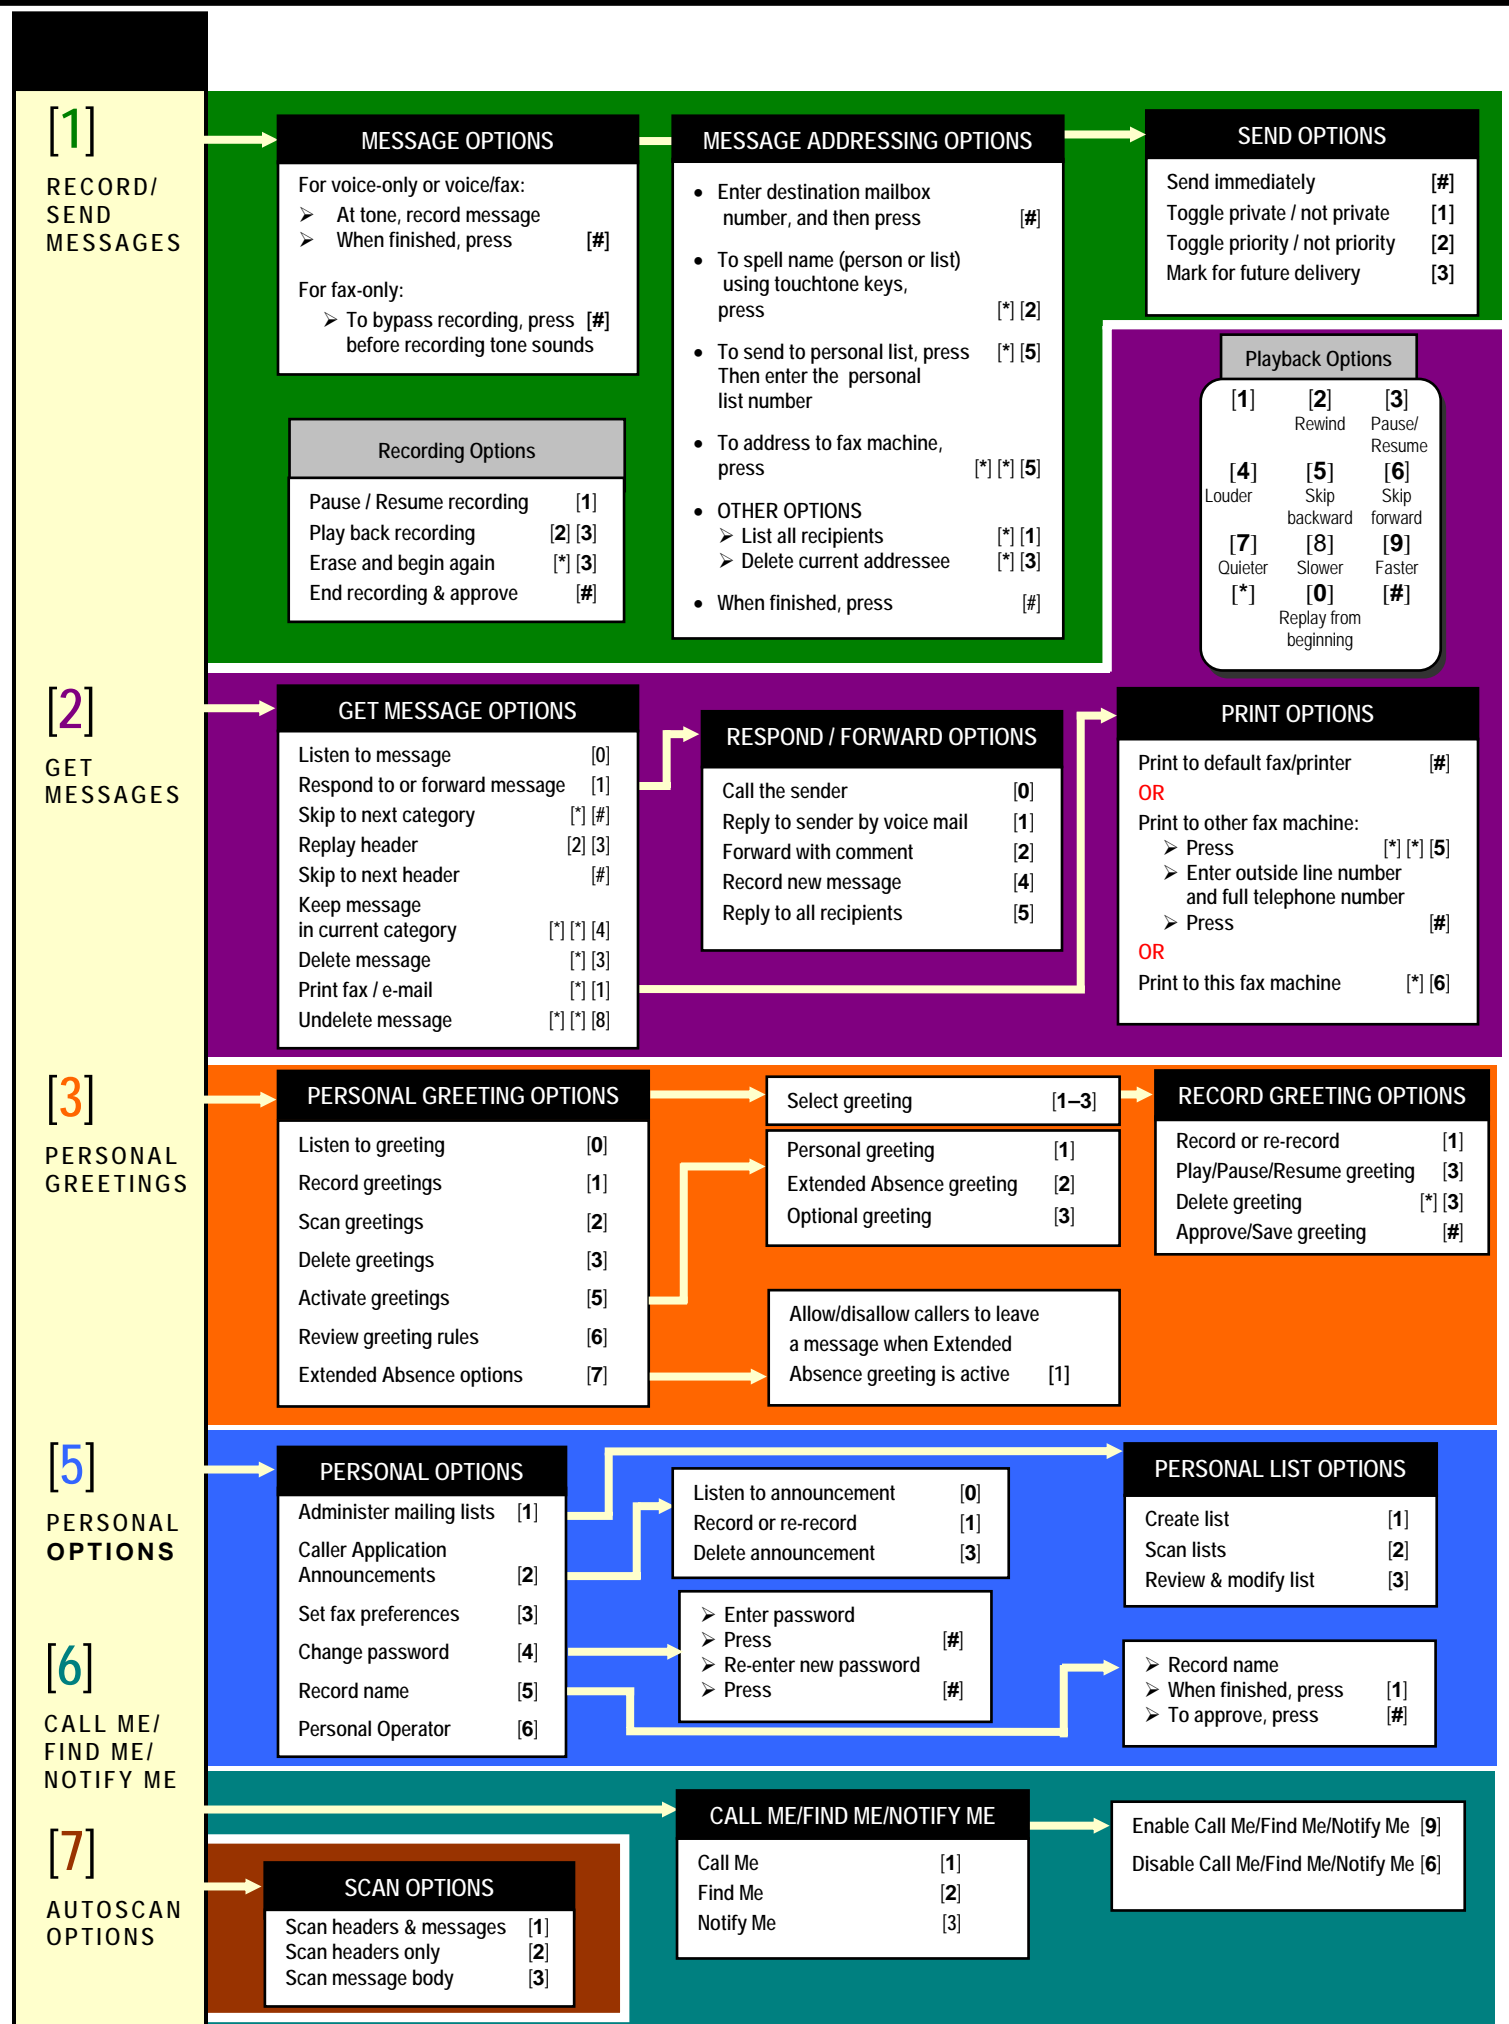 [1]
RECORD/
SEND
MESSAGES
MESSAGE OPTIONS
For voice-only or voice/fax:
➢ At tone, record message
➢ When finished, press [#]
For fax-only:
➢ To bypass recording, press [#]
before recording tone sounds
Recording Options
Pause / Resume recording [1]
Play back recording [2] [3]
Erase and begin again [*] [3]
End recording & approve [#]
MESSAGE ADDRESSING OPTIONS
• Enter destination mailbox
number, and then press [#]
• To spell name (person or list)
using touchtone keys,
press [*] [2]
• To send to personal list, press [*] [5]
Then enter the personal
list number
• To address to fax machine,
press [*] [*] [5]
• OTHER OPTIONS
➢ List all recipients [*] [1]
➢ Delete current addressee [*] [3]
• When finished, press [#]
SEND OPTIONS
Send immediately [#]
Toggle private / not private [1]
Toggle priority / not priority [2]
Mark for future delivery [3]
Playback Options
[1] [2] [3]
Rewind Pause/
Resume
[4] [5] [6]
Louder Skip Skip
backward forward
[7] [8] [9]
Quieter Slower Faster
[*] [0] [#]
Replay from
beginning
[2]
GET
MESSAGES
GET MESSAGE OPTIONS
Listen to message [0]
Respond to or forward message [1]
Skip to next category [*] [#]
Replay header [2] [3]
Skip to next header [#]
Keep message
in current category [*] [*] [4]
Delete message [*] [3]
Print fax / e-mail [*] [1]
Undelete message [*] [*] [8]
RESPOND / FORWARD OPTIONS
Call the sender [0]
Reply to sender by voice mail [1]
Forward with comment [2]
Record new message [4]
Reply to all recipients [5]
PRINT OPTIONS
Print to default fax/printer [#]
OR
Print to other fax machine:
➢ Press [*] [*] [5]
➢ Enter outside line number
and full telephone number
➢ Press [#]
OR
Print to this fax machine [*] [6]
[3]
PERSONAL
GREETINGS
PERSONAL GREETING OPTIONS
Listen to greeting [0]
Record greetings [1]
Scan greetings [2]
Delete greetings [3]
Activate greetings [5]
Review greeting rules [6]
Extended Absence options [7]
Select greeting [1–3]
Personal greeting [1]
Extended Absence greeting [2]
Optional greeting [3]
Allow/disallow callers to leave
a message when Extended
Absence greeting is active [1]
RECORD GREETING OPTIONS
Record or re-record [1]
Play/Pause/Resume greeting [3]
Delete greeting [*] [3]
Approve/Save greeting [#]
[5]
PERSONAL
OPTIONS
PERSONAL OPTIONS
Administer mailing lists [1]
Caller Application
Announcements [2]
Set fax preferences [3]
Change password [4]
Record name [5]
Personal Operator [6]
Listen to announcement [0]
Record or re-record [1]
Delete announcement [3]
➢ Enter password
➢ Press [#]
➢ Re-enter new password
➢ Press [#]
PERSONAL LIST OPTIONS
Create list [1]
Scan lists [2]
Review & modify list [3]
➢ Record name
➢ When finished, press [1]
➢ To approve, press [#]
[6]
CALL ME/
FIND ME/
NOTIFY ME
CALL ME/FIND ME/NOTIFY ME
Call Me [1]
Find Me [2]
Notify Me [3]
Enable Call Me/Find Me/Notify Me [9]
Disable Call Me/Find Me/Notify Me [6]
[7]
AUTOSCAN
OPTIONS
SCAN OPTIONS
Scan headers & messages [1]
Scan headers only [2]
Scan message body [3]